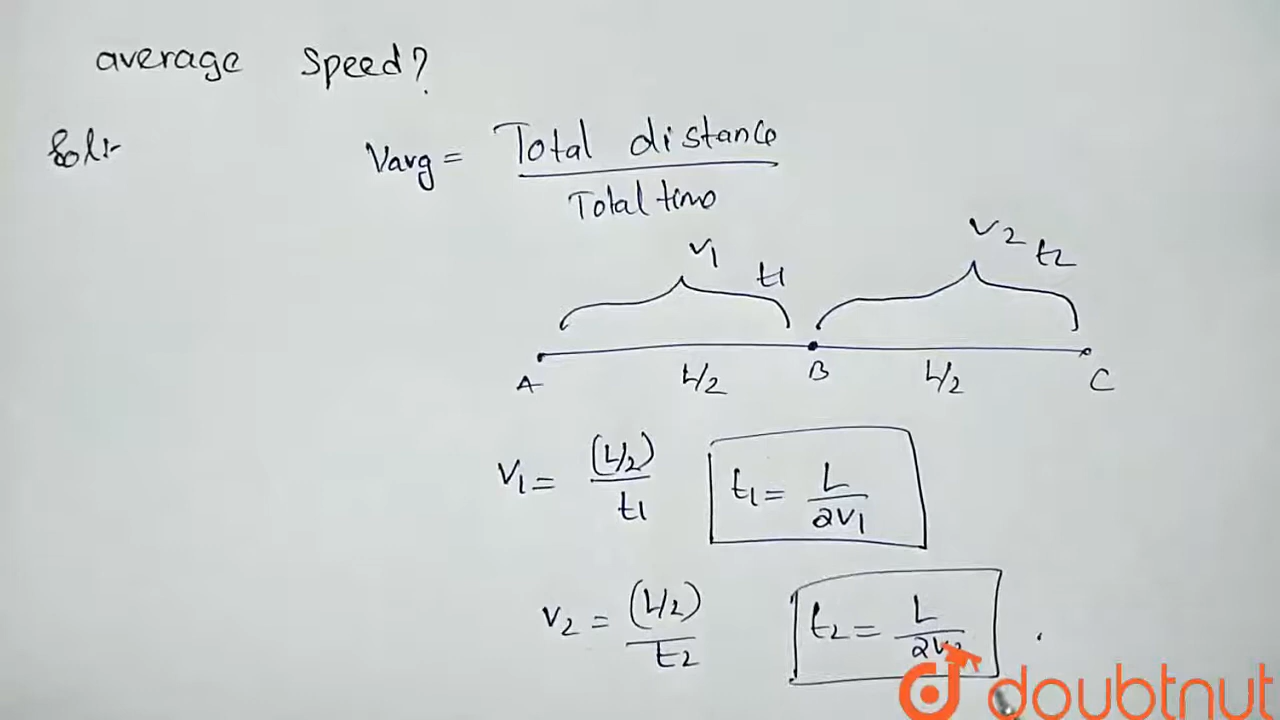 average speed?
Soln
Varg = Total distance
Total time
V1 t1
V2 t2
A L/2 B L/2 C
V1 = (L/2) / t1 t1 = L / 2V1
V2 = (L/2) / t2 t2 = L / 2V2
doubtnut